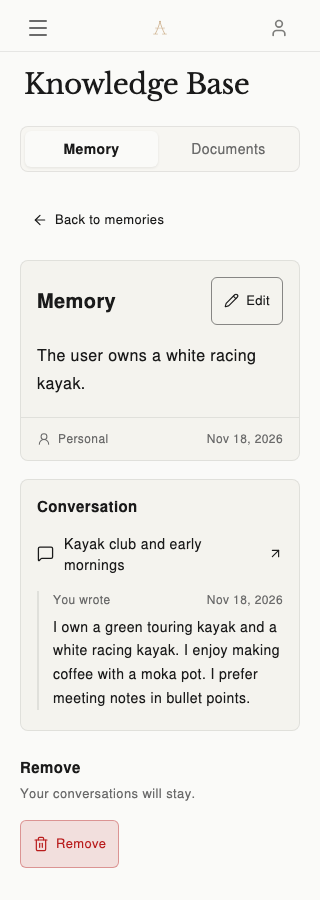 Knowledge Base
Memory
Documents
Back to memories
Memory
Edit
The user owns a white racing
kayak.
Personal
Nov 18, 2026
Conversation
Kayak club and early
mornings
You wrote
Nov 18, 2026
I own a green touring kayak and a
white racing kayak. I enjoy making
coffee with a moka pot. I prefer
meeting notes in bullet points.
Remove
Your conversations will stay.
Remove